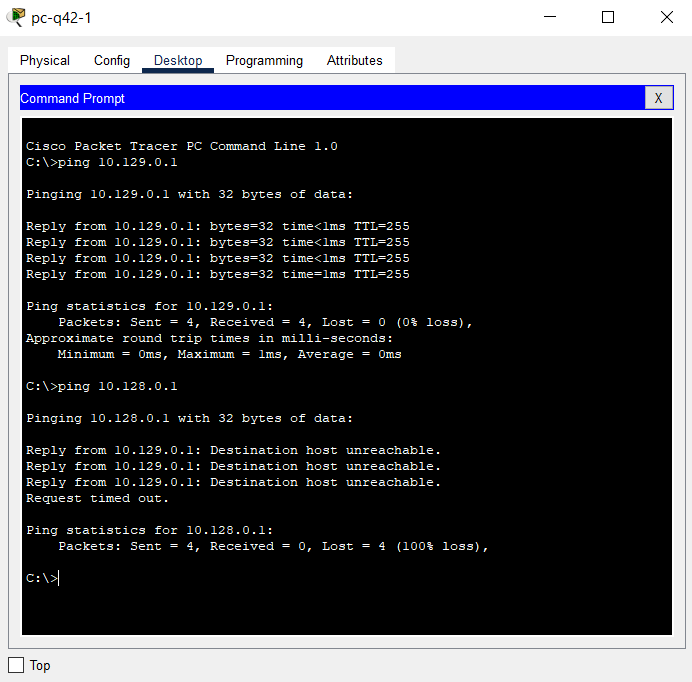 pc-q42-1
Physical Config Desktop Programming Attributes
Command Prompt X
Cisco Packet Tracer PC Command Line 1.0
C:\>ping 10.129.0.1
Pinging 10.129.0.1 with 32 bytes of data:
Reply from 10.129.0.1: bytes=32 time<1ms TTL=255
Reply from 10.129.0.1: bytes=32 time<1ms TTL=255
Reply from 10.129.0.1: bytes=32 time<1ms TTL=255
Reply from 10.129.0.1: bytes=32 time=1ms TTL=255
Ping statistics for 10.129.0.1:
Packets: Sent = 4, Received = 4, Lost = 0 (0% loss),
Approximate round trip times in milli-seconds:
Minimum = 0ms, Maximum = 1ms, Average = 0ms
C:\>ping 10.128.0.1
Pinging 10.128.0.1 with 32 bytes of data:
Reply from 10.129.0.1: Destination host unreachable.
Reply from 10.129.0.1: Destination host unreachable.
Reply from 10.129.0.1: Destination host unreachable.
Request timed out.
Ping statistics for 10.128.0.1:
Packets: Sent = 4, Received = 0, Lost = 4 (100% loss),
C:\>
Top